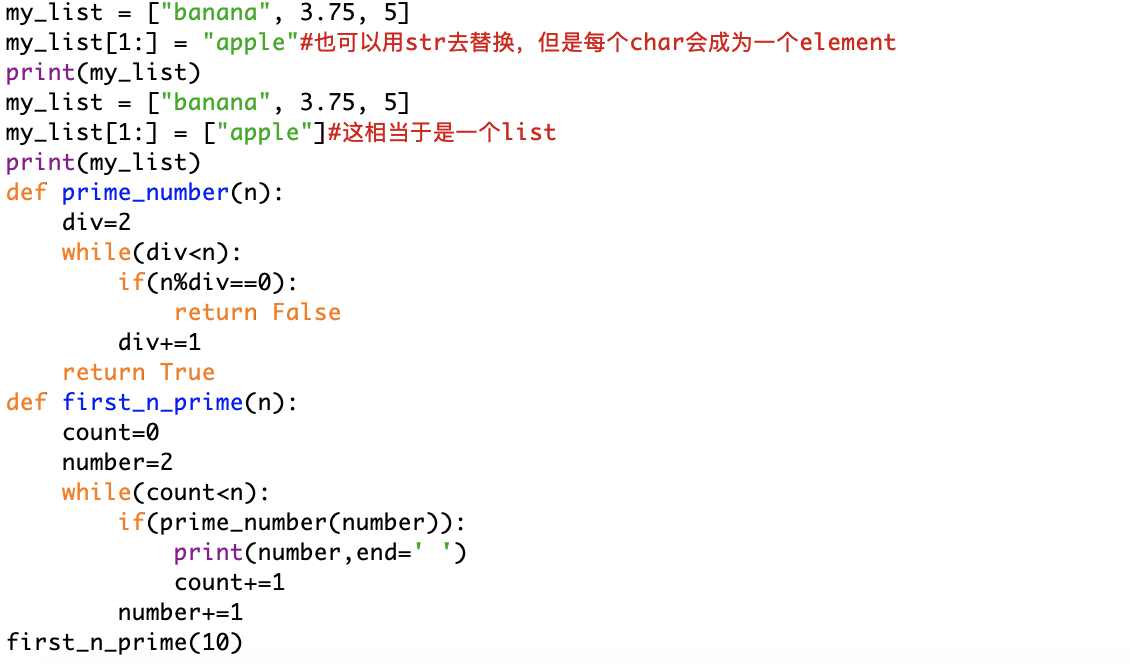 my_list = ["banana", 3.75, 5]
my_list[1:] = "apple"#也可以用str去替换，但是每个char会成为一个element
print(my_list)
my_list = ["banana", 3.75, 5]
my_list[1:] = ["apple"]#这相当于是一个list
print(my_list)
def prime_number(n):
    div=2
    while(div<n):
        if(n%div==0):
            return False
        div+=1
    return True
def first_n_prime(n):
    count=0
    number=2
    while(count<n):
        if(prime_number(number)):
            print(number,end=' ')
            count+=1
        number+=1
first_n_prime(10)